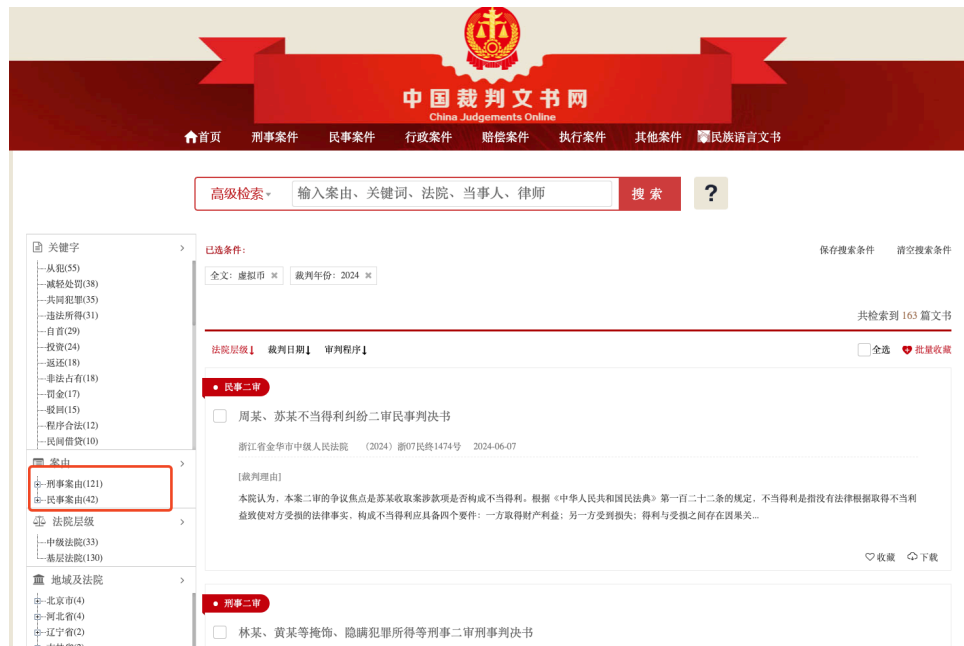 中国裁判文书网
China Judgements Online
首页 刑事案件 民事案件 行政案件 赔偿案件 执行案件 其他案件 民族语言文书
高级检索 输入案由、关键词、法院、当事人、律师 搜索 ?
关键字 >
从犯(55)
减轻处罚(38)
共同犯罪(35)
违法所得(31)
自首(29)
投资(24)
返还(18)
非法占有(18)
罚金(17)
驳回(15)
程序合法(12)
民间借贷(10)
案由 >
刑事案由(121)
民事案由(42)
法院层级 >
中级法院(33)
基层法院(130)
地域及法院 >
北京市(4)
河北省(4)
辽宁省(2)
已选条件:
保存搜索条件 清空搜索条件
全文: 虚拟币 × 裁判年份: 2024 ×
共检索到 163 篇文书
法院层级↓ 裁判日期↓ 审判程序↓ 全选 批量收藏
民事二审
周某、苏某不当得利纠纷二审民事判决书
浙江省金华市中级人民法院 （2024）浙07民终1474号 2024-06-07
[裁判理由]
本院认为，本案二审的争议焦点是苏某收取案涉款项是否构成不当得利。根据《中华人民共和国民法典》第一百二十二条的规定，不当得利是指没有法律根据取得不当利
益致使对方受损的法律事实，构成不当得利应具备四个要件：一方取得财产利益；另一方受到损失；得利与受损之间存在因果关...
收藏 下载
刑事二审
林某、黄某等掩饰、隐瞒犯罪所得等刑事二审刑事判决书